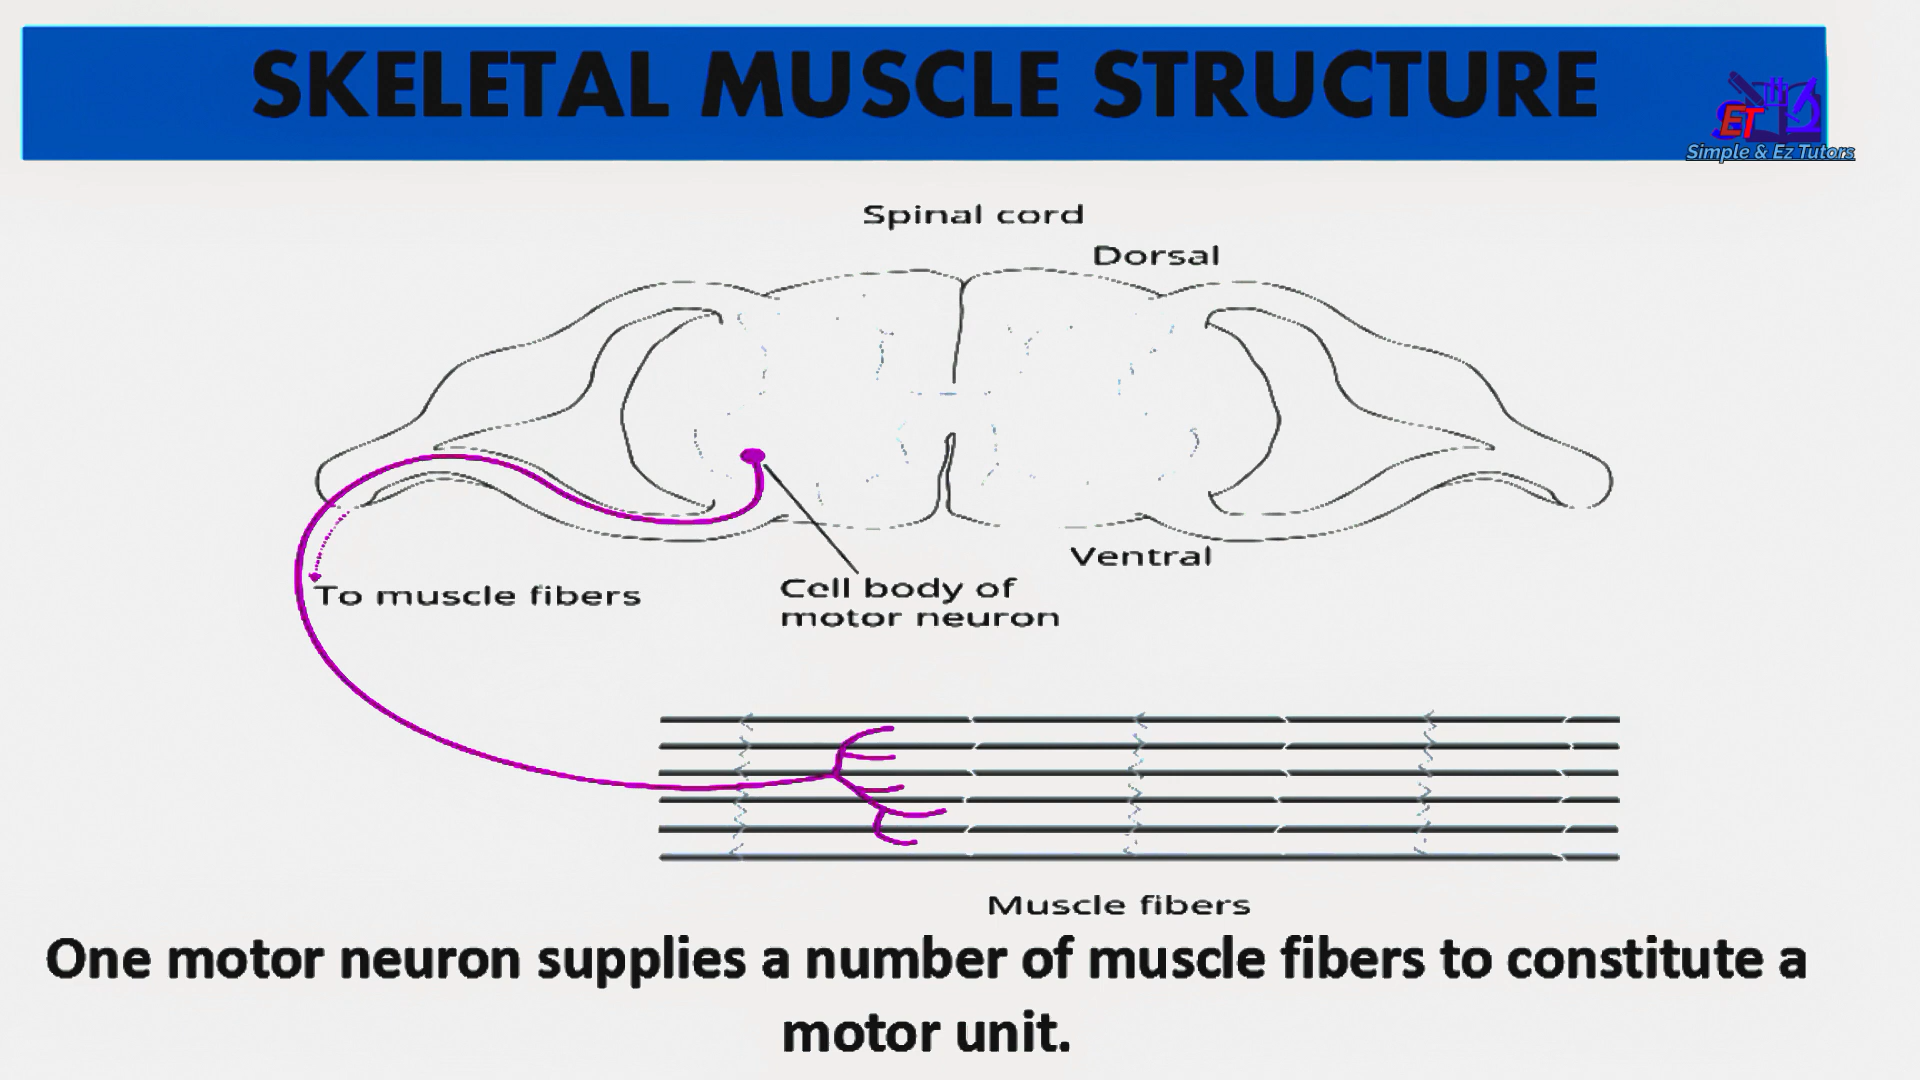 SKELETAL MUSCLE STRUCTURE
ET
Simple & Ez Tutors
Spinal cord
Dorsal
Ventral
To muscle fibers
Cell body of
motor neuron
Muscle fibers
One motor neuron supplies a number of muscle fibers to constitute a
motor unit.